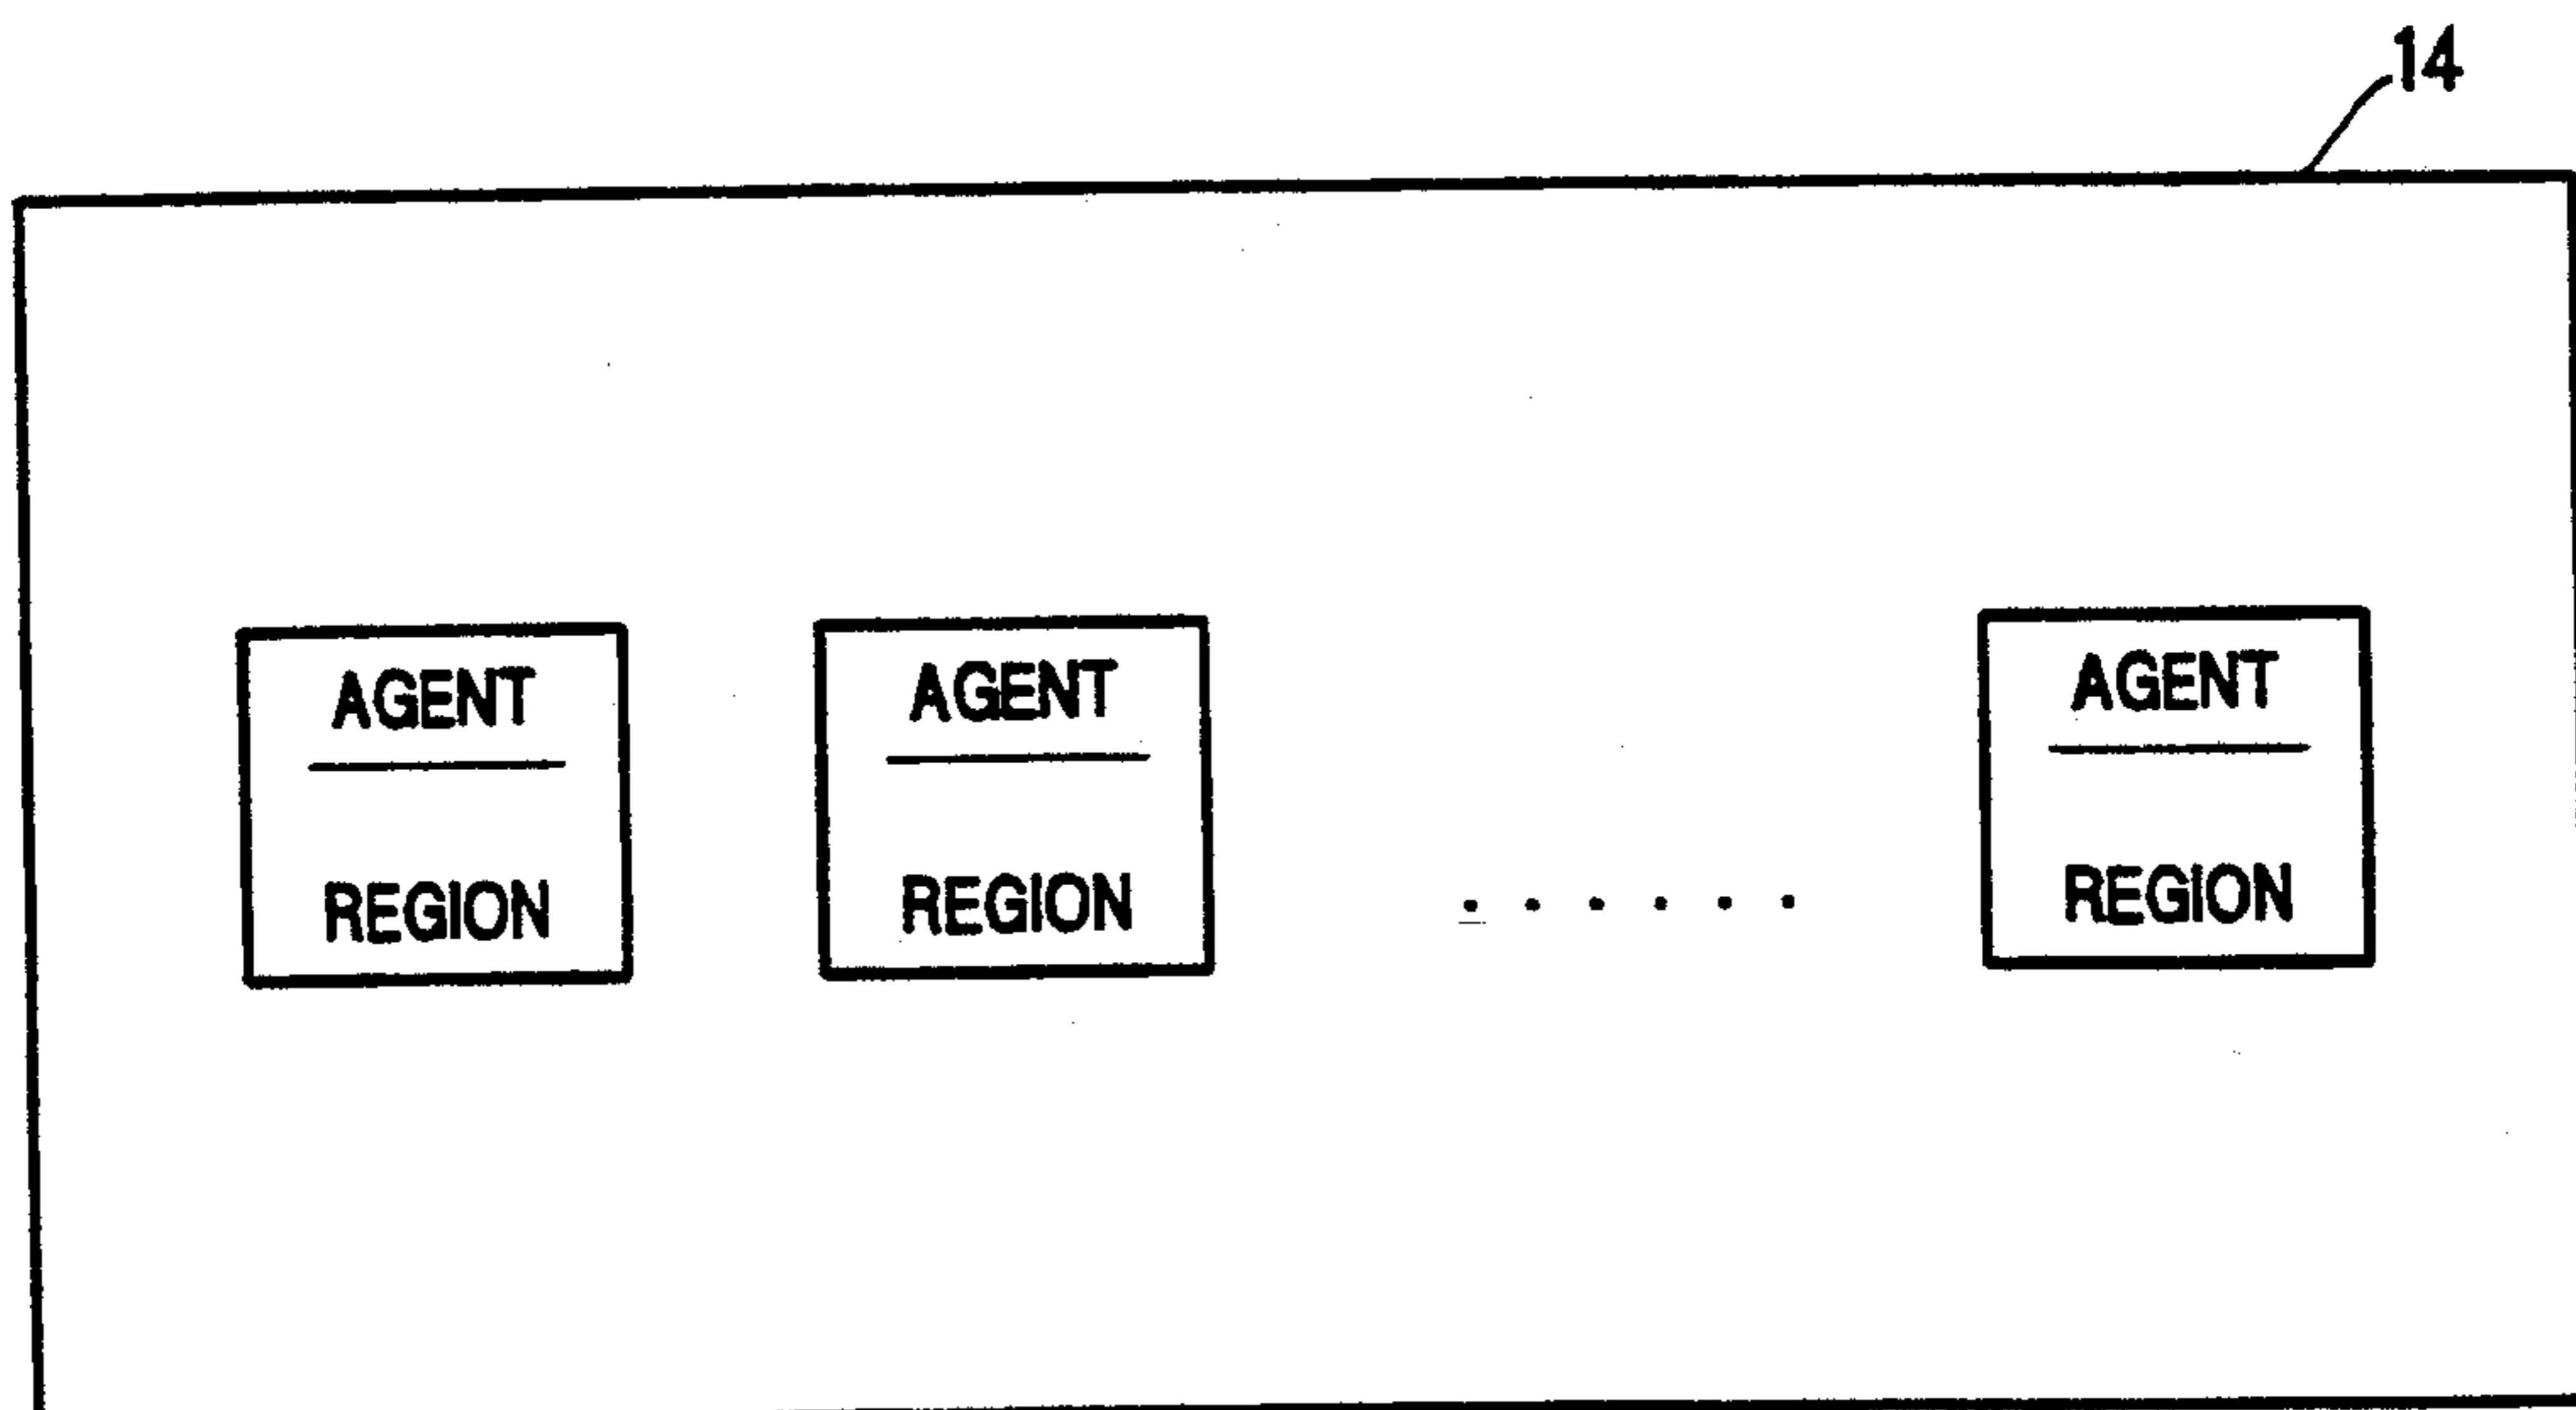 14
AGENT AGENT AGENT
REGION REGION ...... REGION